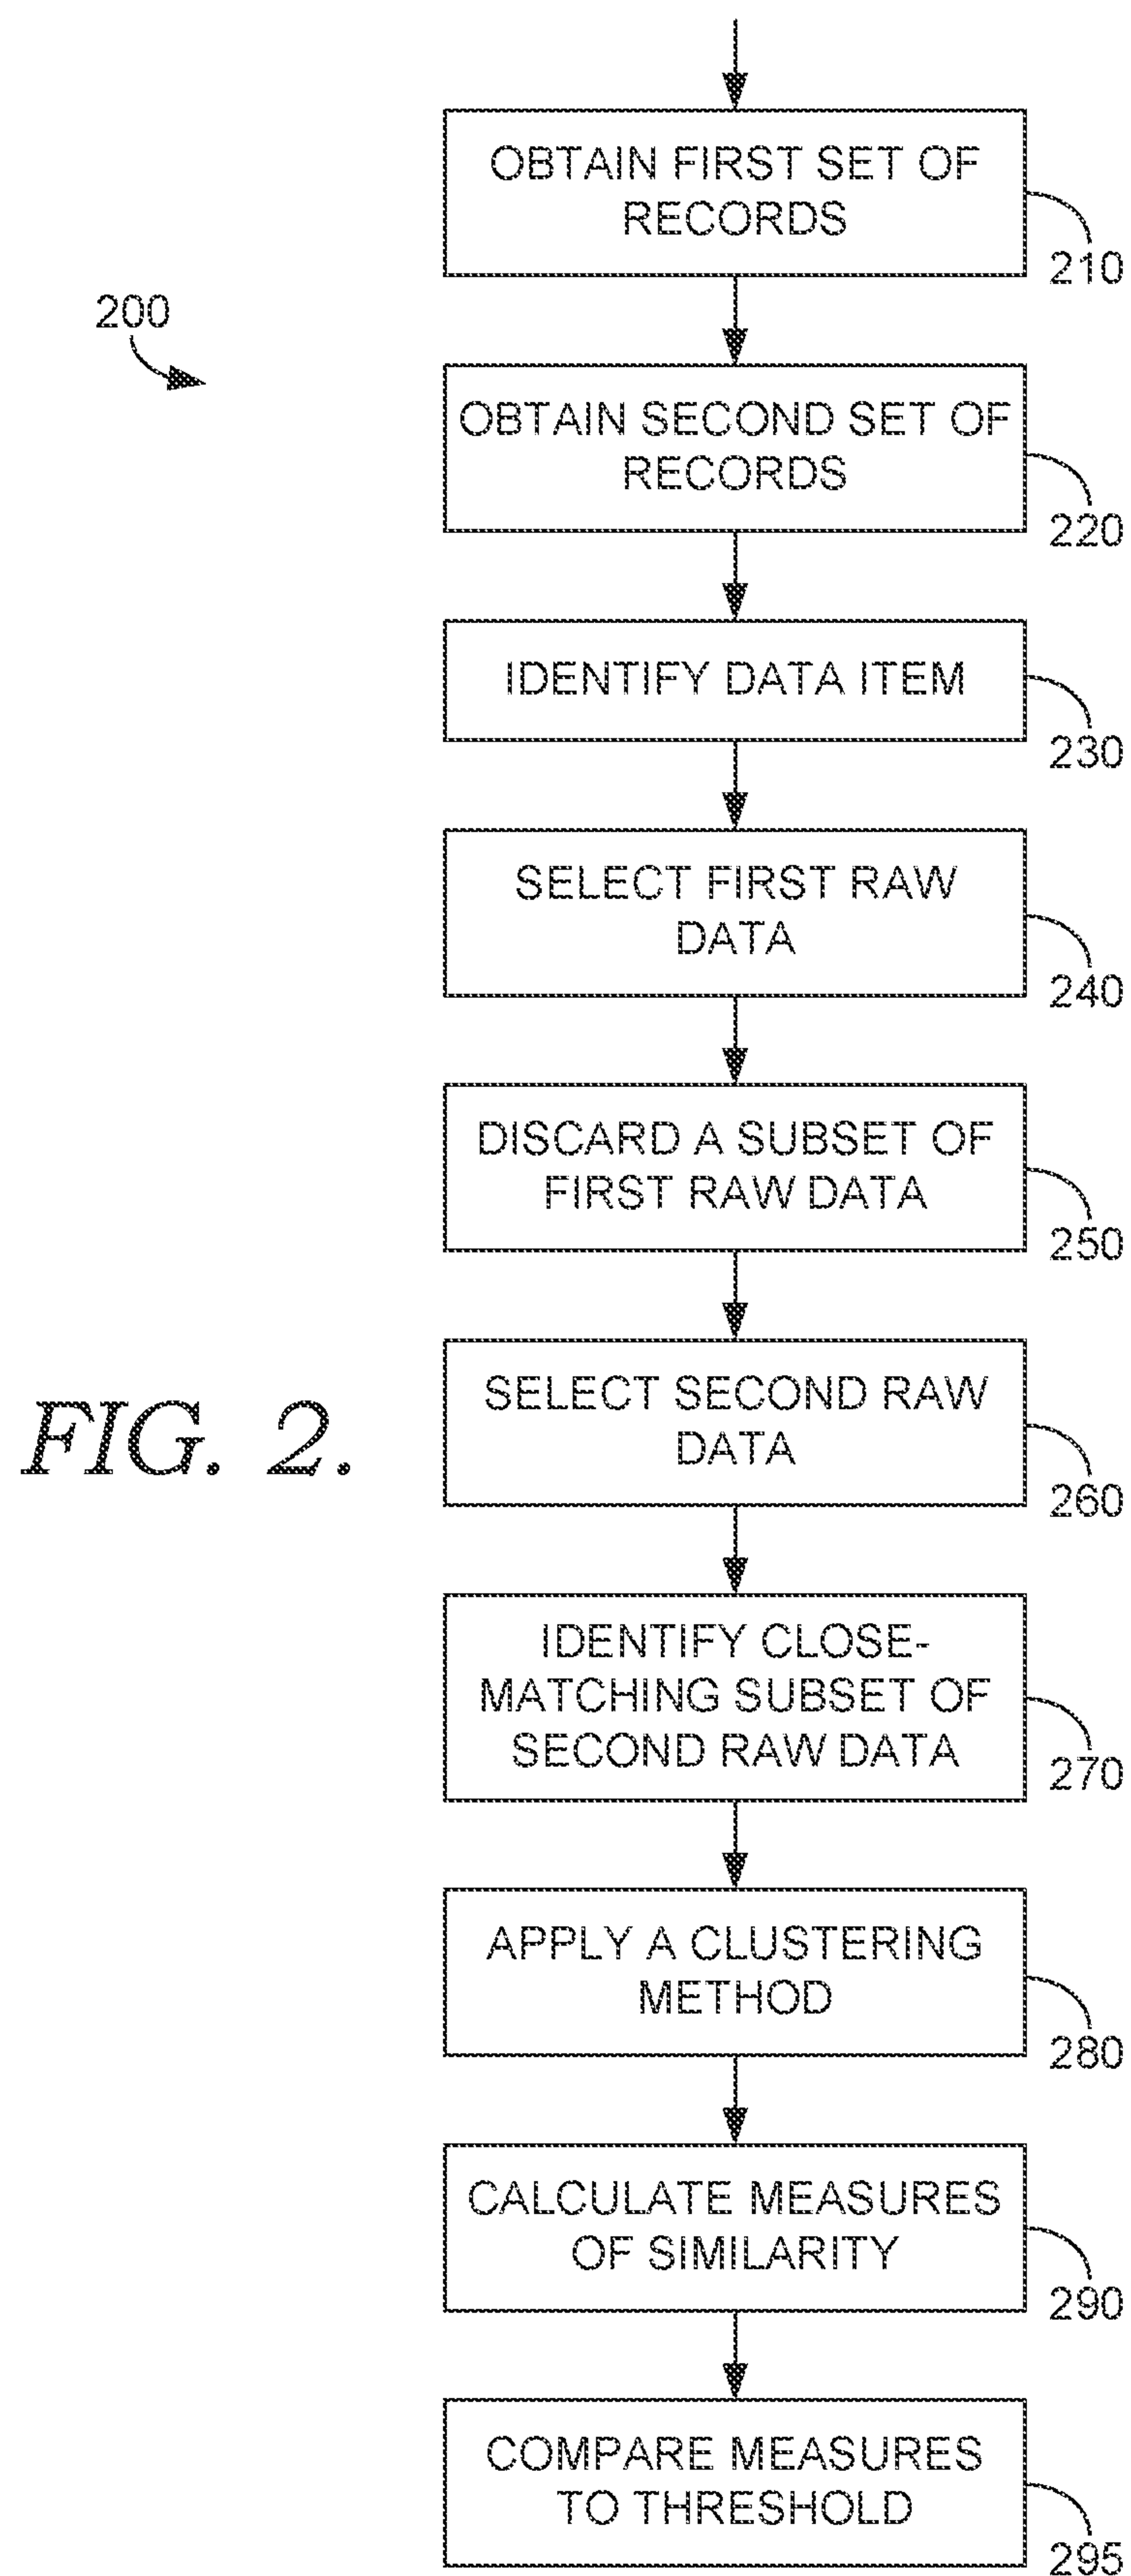 OBTAIN FIRST SET OF
RECORDS
210
200
OBTAIN SECOND SET OF
RECORDS
220
IDENTIFY DATA ITEM
230
SELECT FIRST RAW
DATA
240
DISCARD A SUBSET OF
FIRST RAW DATA
250
SELECT SECOND RAW
DATA
260
FIG. 2.
IDENTIFY CLOSE-
MATCHING SUBSET OF
SECOND RAW DATA
270
APPLY A CLUSTERING
METHOD
280
CALCULATE MEASURES
OF SIMILARITY
290
COMPARE MEASURES
TO THRESHOLD
295